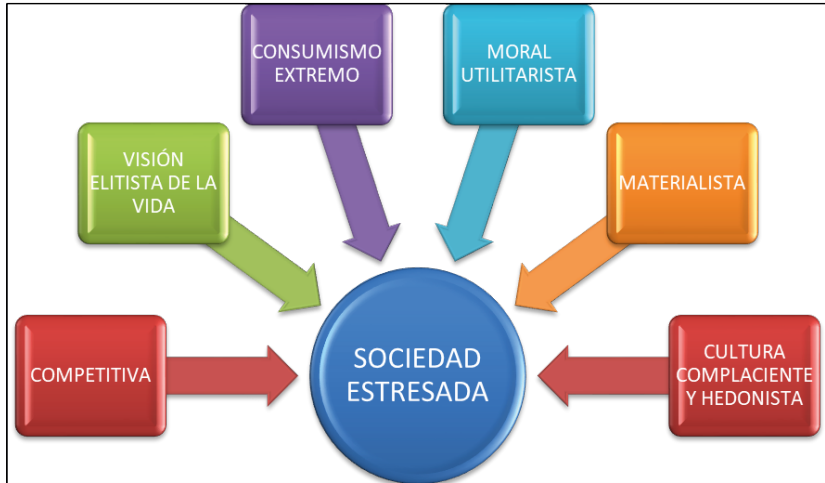 CONSUMISMO
EXTREMO
MORAL
UTILITARISTA
VISIÓN
ELITISTA DE LA
VIDA
MATERIALISTA
COMPETITIVA
SOCIEDAD
ESTRESADA
CULTURA
COMPLACIENTE
Y HEDONISTA